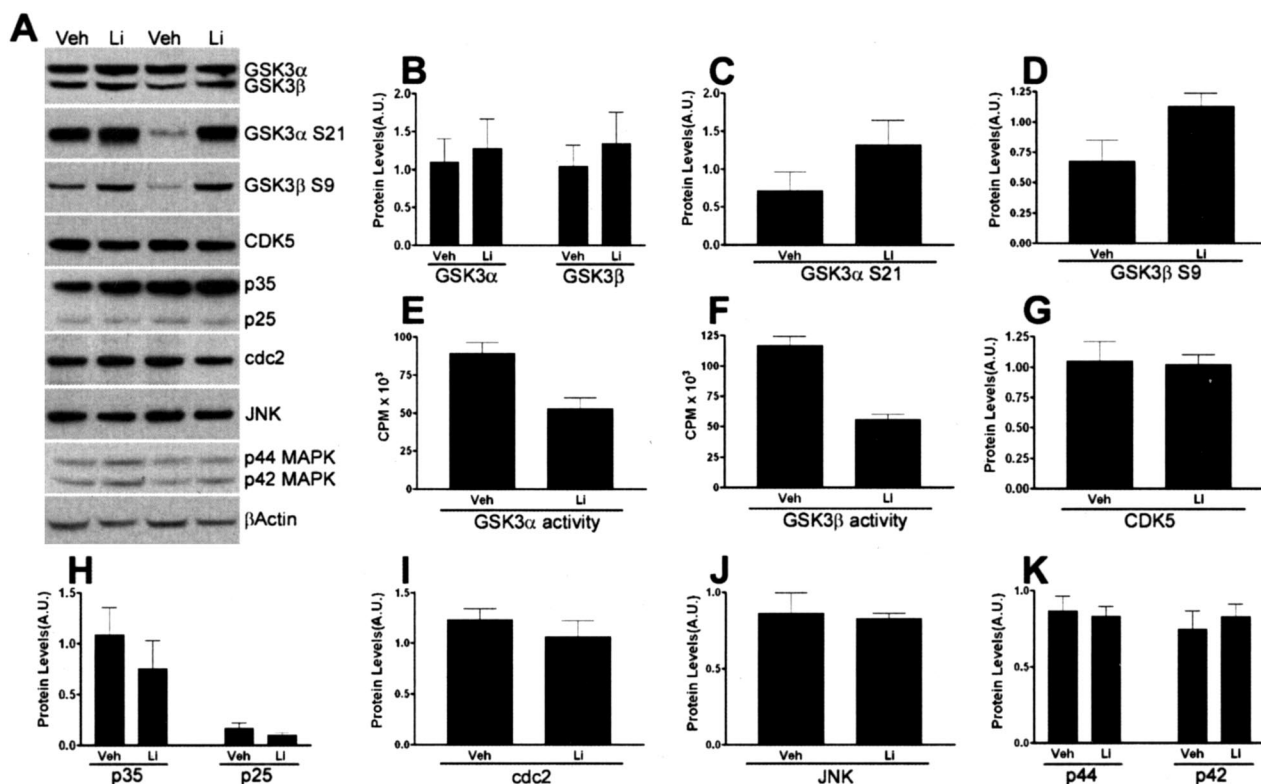 A
Veh Li Veh Li
GSK3α
GSK3β
GSK3α S21
GSK3β S9
CDK5
p35
p25
cdc2
JNK
p44 MAPK
p42 MAPK
βActin
B
Protein Levels(A.U.)
2.0
1.5
1.0
0.5
0.0
Veh Li Veh Li
GSK3α GSK3β
C
Protein Levels(A.U.)
2.0
1.5
1.0
0.5
0.0
Veh Li
GSK3α S21
D
Protein Levels(A.U.)
1.25
1.00
0.75
0.50
0.25
0.00
Veh Li
GSK3β S9
E
CPM x 10³
100
75
50
25
0
Veh Li
GSK3α activity
F
CPM x 10³
125
100
75
50
25
0
Veh Li
GSK3β activity
G
Protein Levels(A.U.)
1.25
1.00
0.75
0.50
0.25
0.00
Veh Li
CDK5
H
Protein Levels(A.U.)
1.5
1.0
0.5
0.0
Veh Li Veh Li
p35 p25
I
Protein Levels(A.U.)
1.5
1.0
0.5
0.0
Veh Li
cdc2
J
Protein Levels(A.U.)
1.0
0.5
0.0
Veh Li
JNK
K
Protein Levels(A.U.)
1.0
0.5
0.0
Veh Li Veh Li
p44 p42